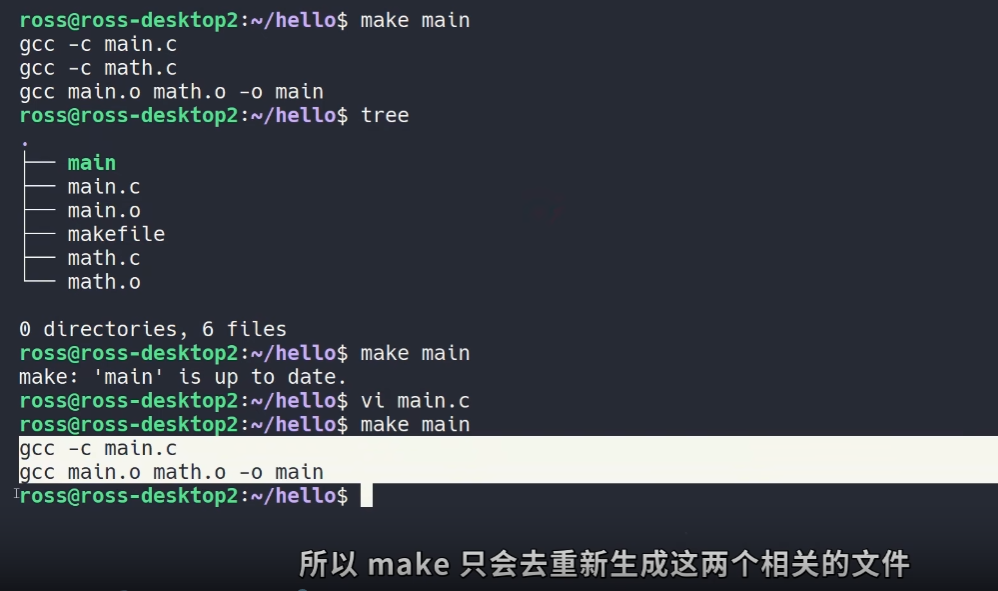 ross@ross-desktop2:~/hello$ make main
gcc -c main.c
gcc -c math.c
gcc main.o math.o -o main
ross@ross-desktop2:~/hello$ tree
.
├── main
├── main.c
├── main.o
├── makefile
├── math.c
└── math.o
0 directories, 6 files
ross@ross-desktop2:~/hello$ make main
make: 'main' is up to date.
ross@ross-desktop2:~/hello$ vi main.c
ross@ross-desktop2:~/hello$ make main
gcc -c main.c
gcc main.o math.o -o main
ross@ross-desktop2:~/hello$
所以 make 只会去重新生成这两个相关的文件